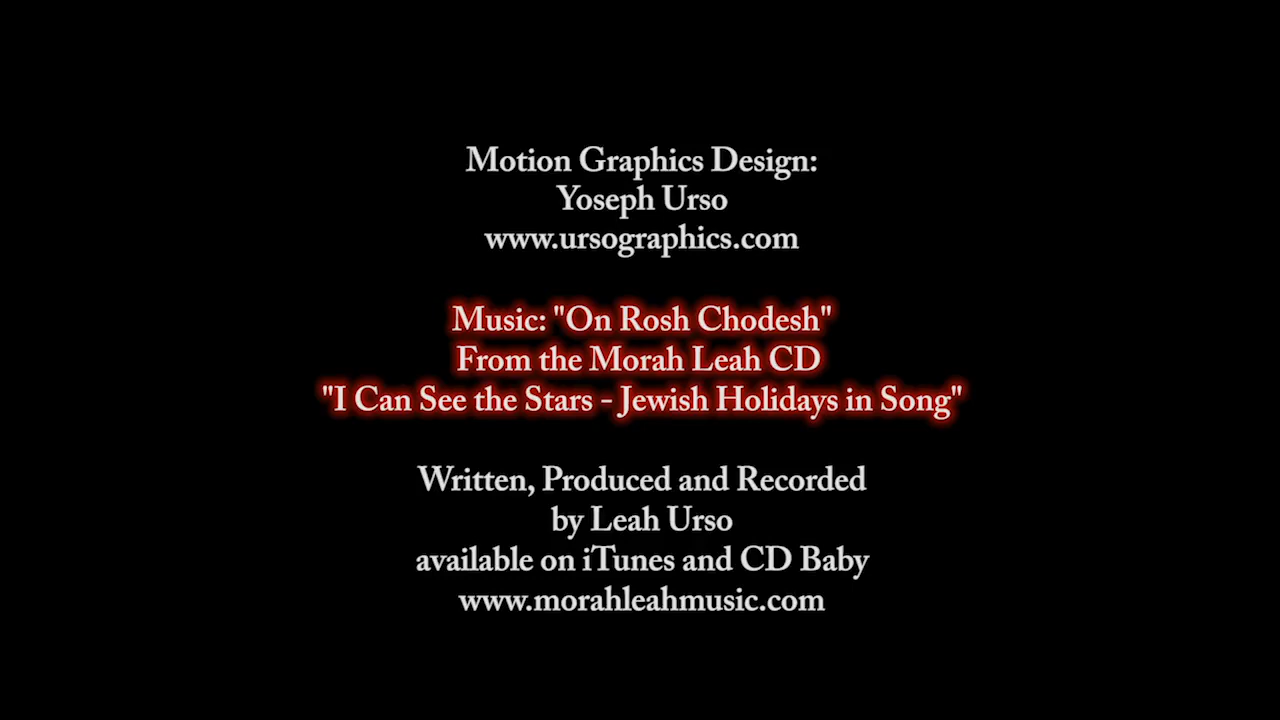 Motion Graphics Design:
Yoseph Urso
www.ursographics.com
Music: "On Rosh Chodesh"
From the Morah Leah CD
"I Can See the Stars - Jewish Holidays in Song"
Written, Produced and Recorded
by Leah Urso
available on iTunes and CD Baby
www.morahleahmusic.com